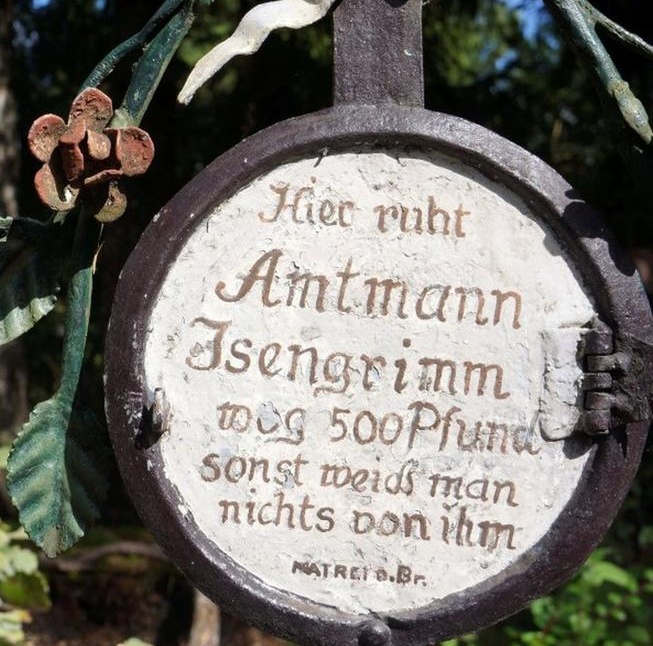 Hier ruht
Amtmann
Isengrimm
wog 500 Pfund
sonst weiß man
nichts von ihm
MATREI a. Br.